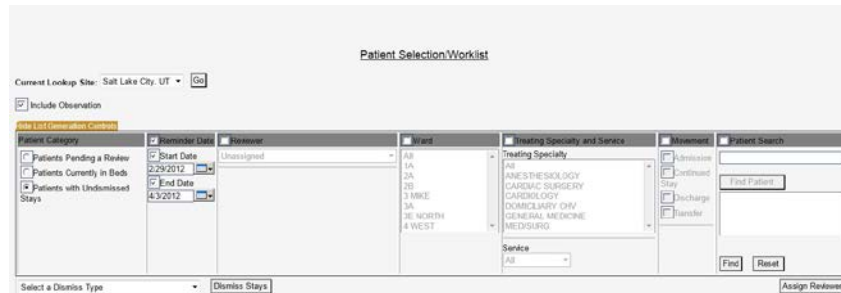 Patient Selection/Worklist
Current Lookup Site: Salt Lake City, UT Go
Include Observation
Hide List Generation Controls
Patient Category
Patients Pending a Review
Patients Currently in Beds
Patients with Undismissed
Stays
Reminder Date
Start Date
2/29/2012
End Date
4/3/2012
Reviewer
Unassigned
Ward
All
1A
2A
2B
3 MIKE
3A
3E NORTH
4 WEST
Treating Specialty and Service
Treating Specialty
All
ANESTHESIOLOGY
CARDIAC SURGERY
CARDIOLOGY
DOMICILIARY CHV
GENERAL MEDICINE
MED/SURG
Service
All
Movement
Admission
Continued
Stay
Discharge
Transfer
Patient Search
Find Patient
Find Reset
Select a Dismiss Type Dismiss Stays Assign Reviewer